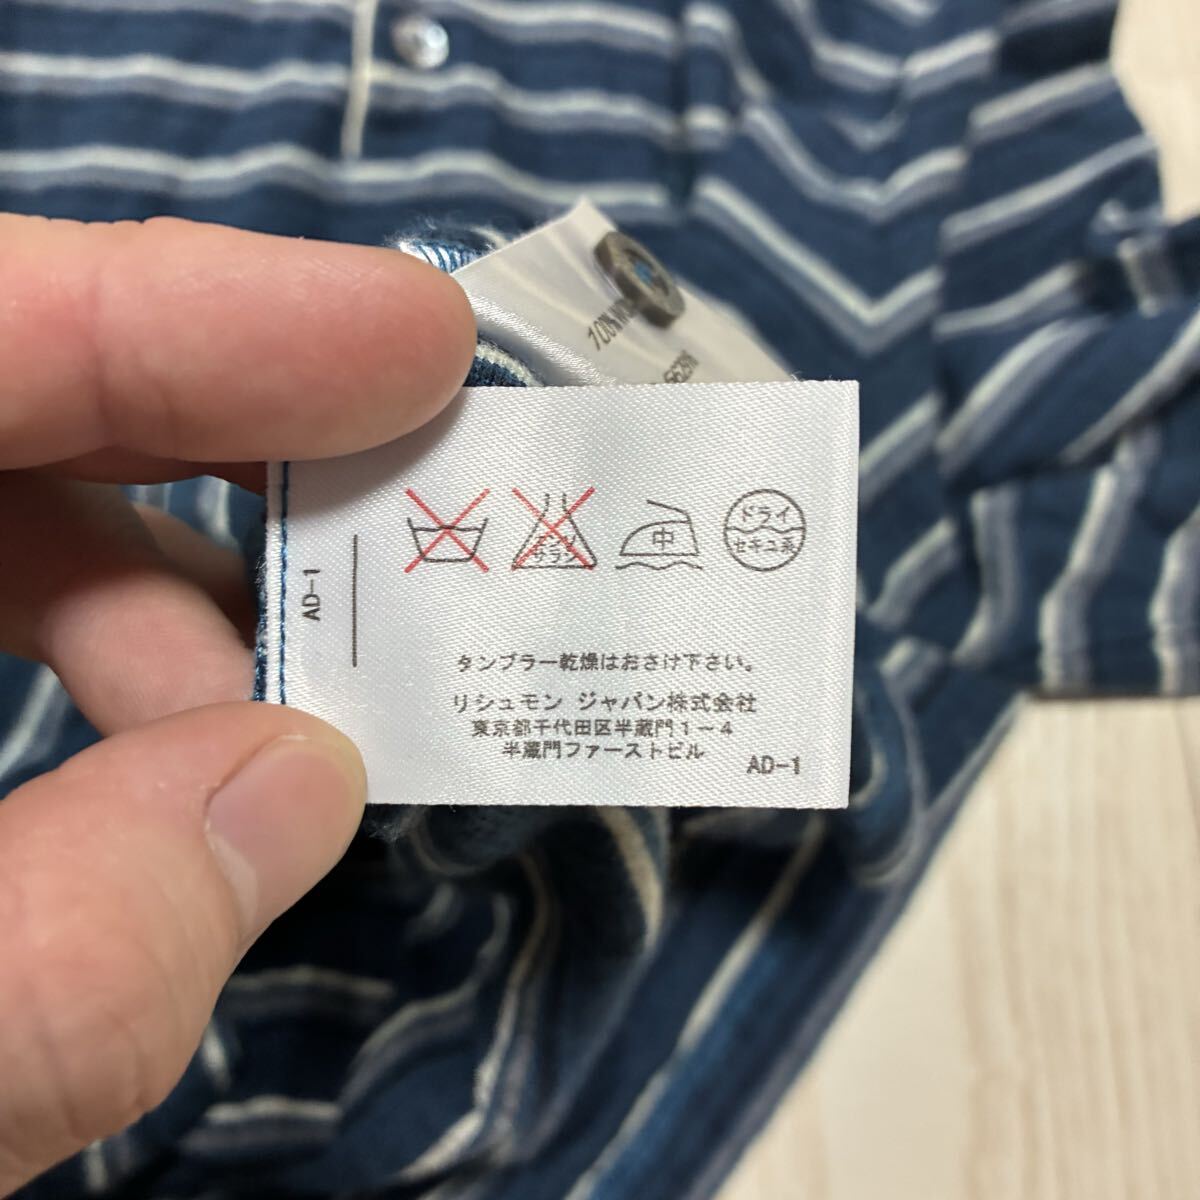 サラシ
中
ドライ
セキユ系
AD-1
タンブラー乾燥はおさけ下さい。
リシュモン ジャパン株式会社
東京都千代田区半蔵門1-4
半蔵門ファーストビル
AD-1